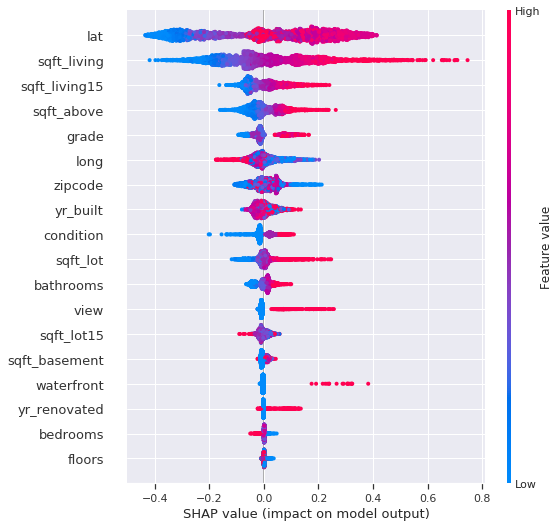 High
lat
sqft_living
sqft_living15
sqft_above
grade
long
zipcode
yr_built
condition
sqft_lot
bathrooms
view
sqft_lot15
sqft_basement
waterfront
yr_renovated
bedrooms
floors
Feature value
Low
−0.4 −0.2 0.0 0.2 0.4 0.6 0.8
SHAP value (impact on model output)